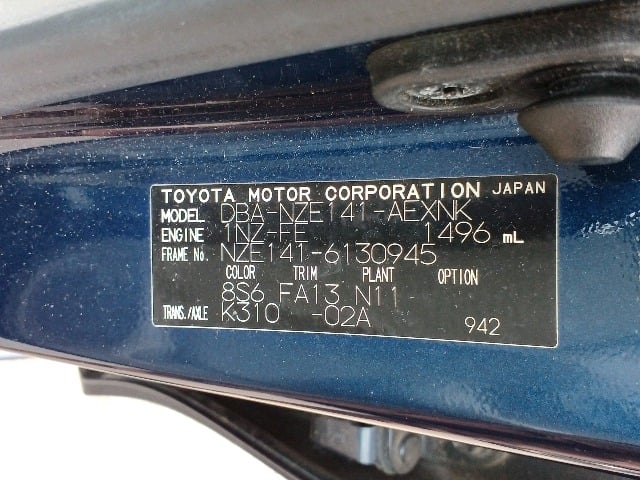 TOYOTA MOTOR CORPORATION JAPAN
MODEL DBA-NZE141-AEXNK
ENGINE 1NZ-FE 1496 mL
FRAME No. NZE141-6130945
COLOR TRIM PLANT OPTION
8S6 FA13 N11
TRANS./AXLE K310 -02A 942